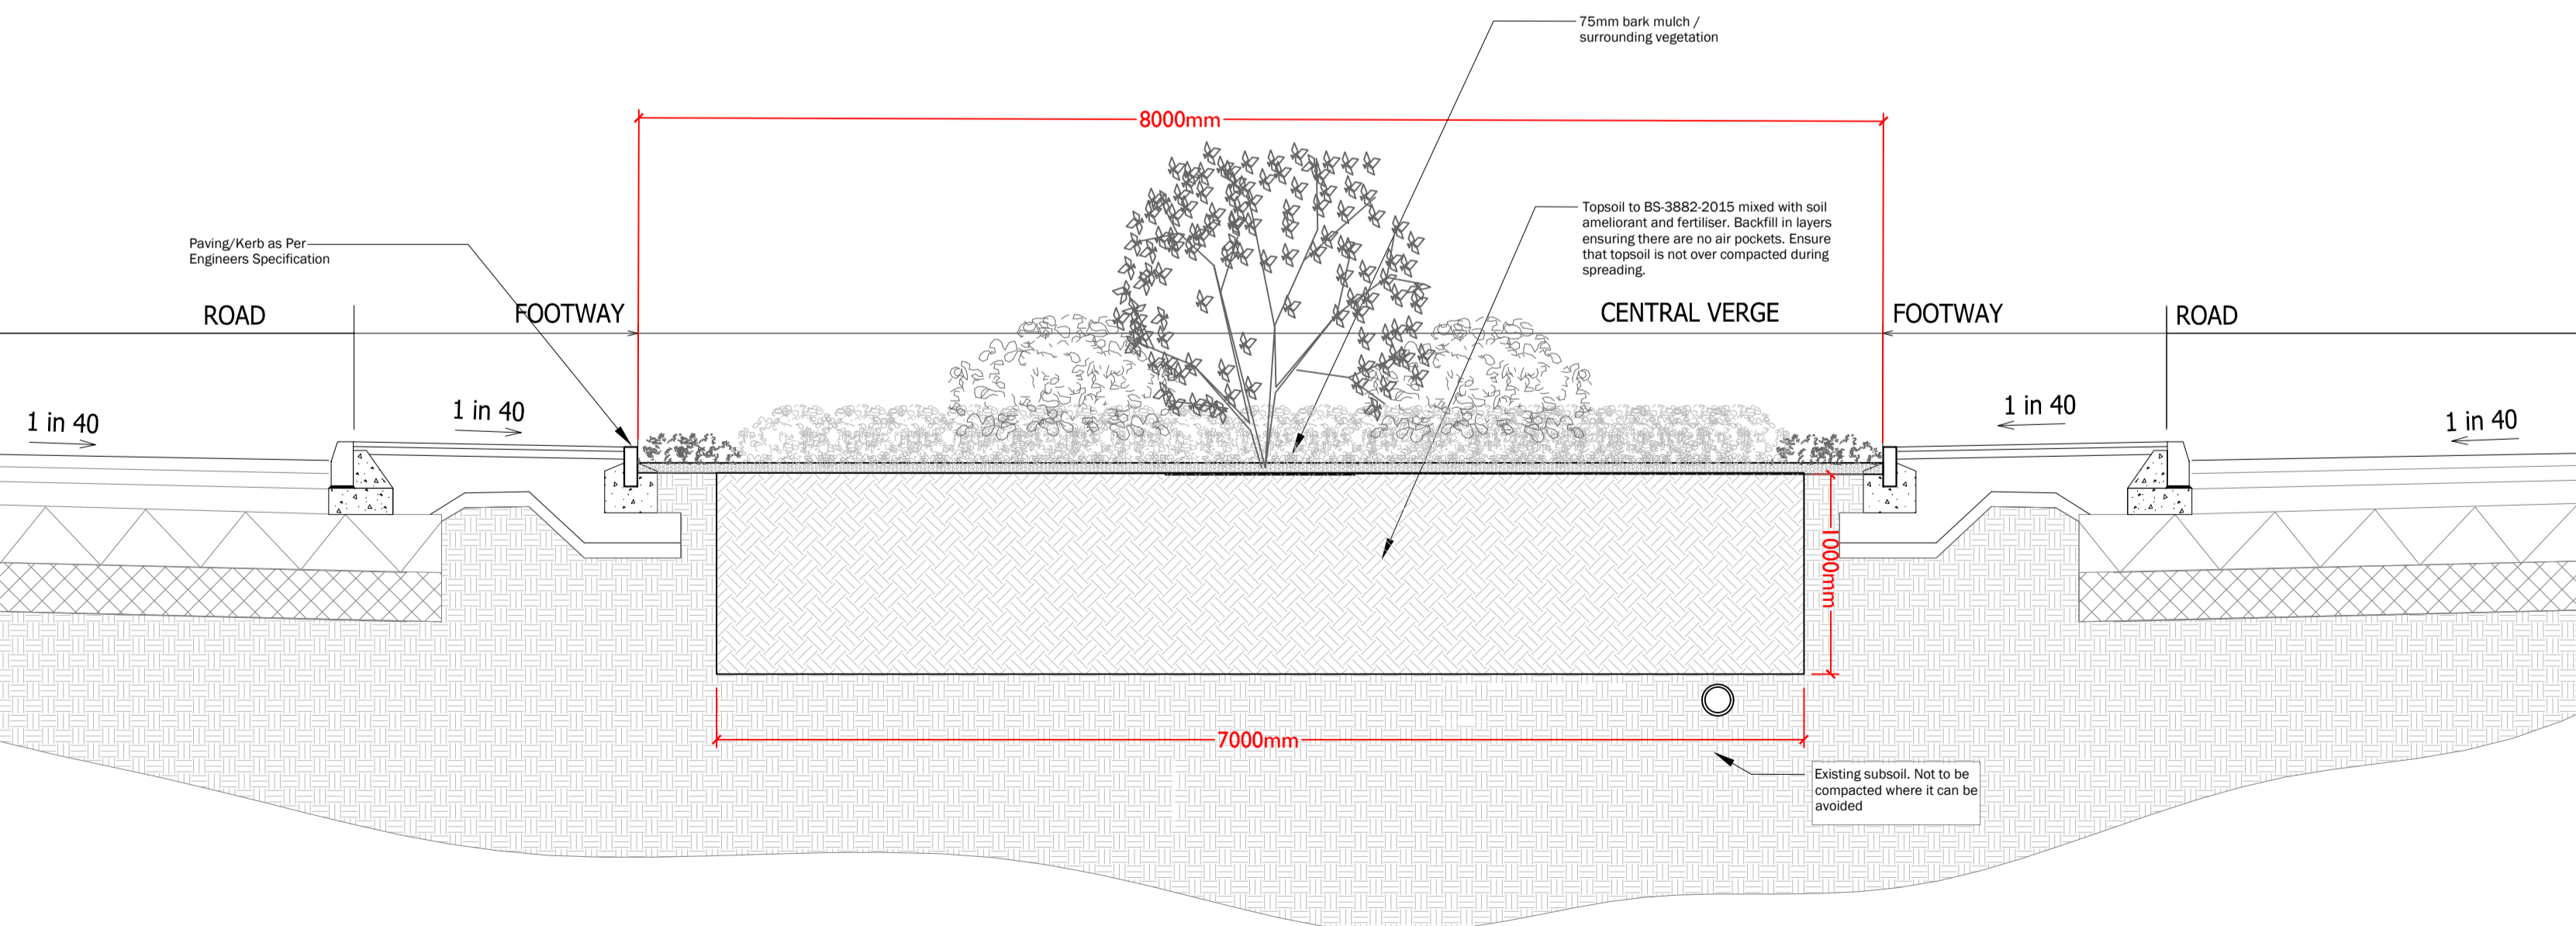 75mm bark mulch /
surrounding vegetation
8000mm
Topsoil to BS-3882-2015 mixed with soil
ameliorant and fertiliser. Backfill in layers
ensuring there are no air pockets. Ensure
that topsoil is not over compacted during
spreading.
Paving/Kerb as Per
Engineers Specification
ROAD
FOOTWAY
CENTRAL VERGE
FOOTWAY
ROAD
1 in 40
1 in 40
1 in 40
1 in 40
1000mm
7000mm
Existing subsoil. Not to be
compacted where it can be
avoided